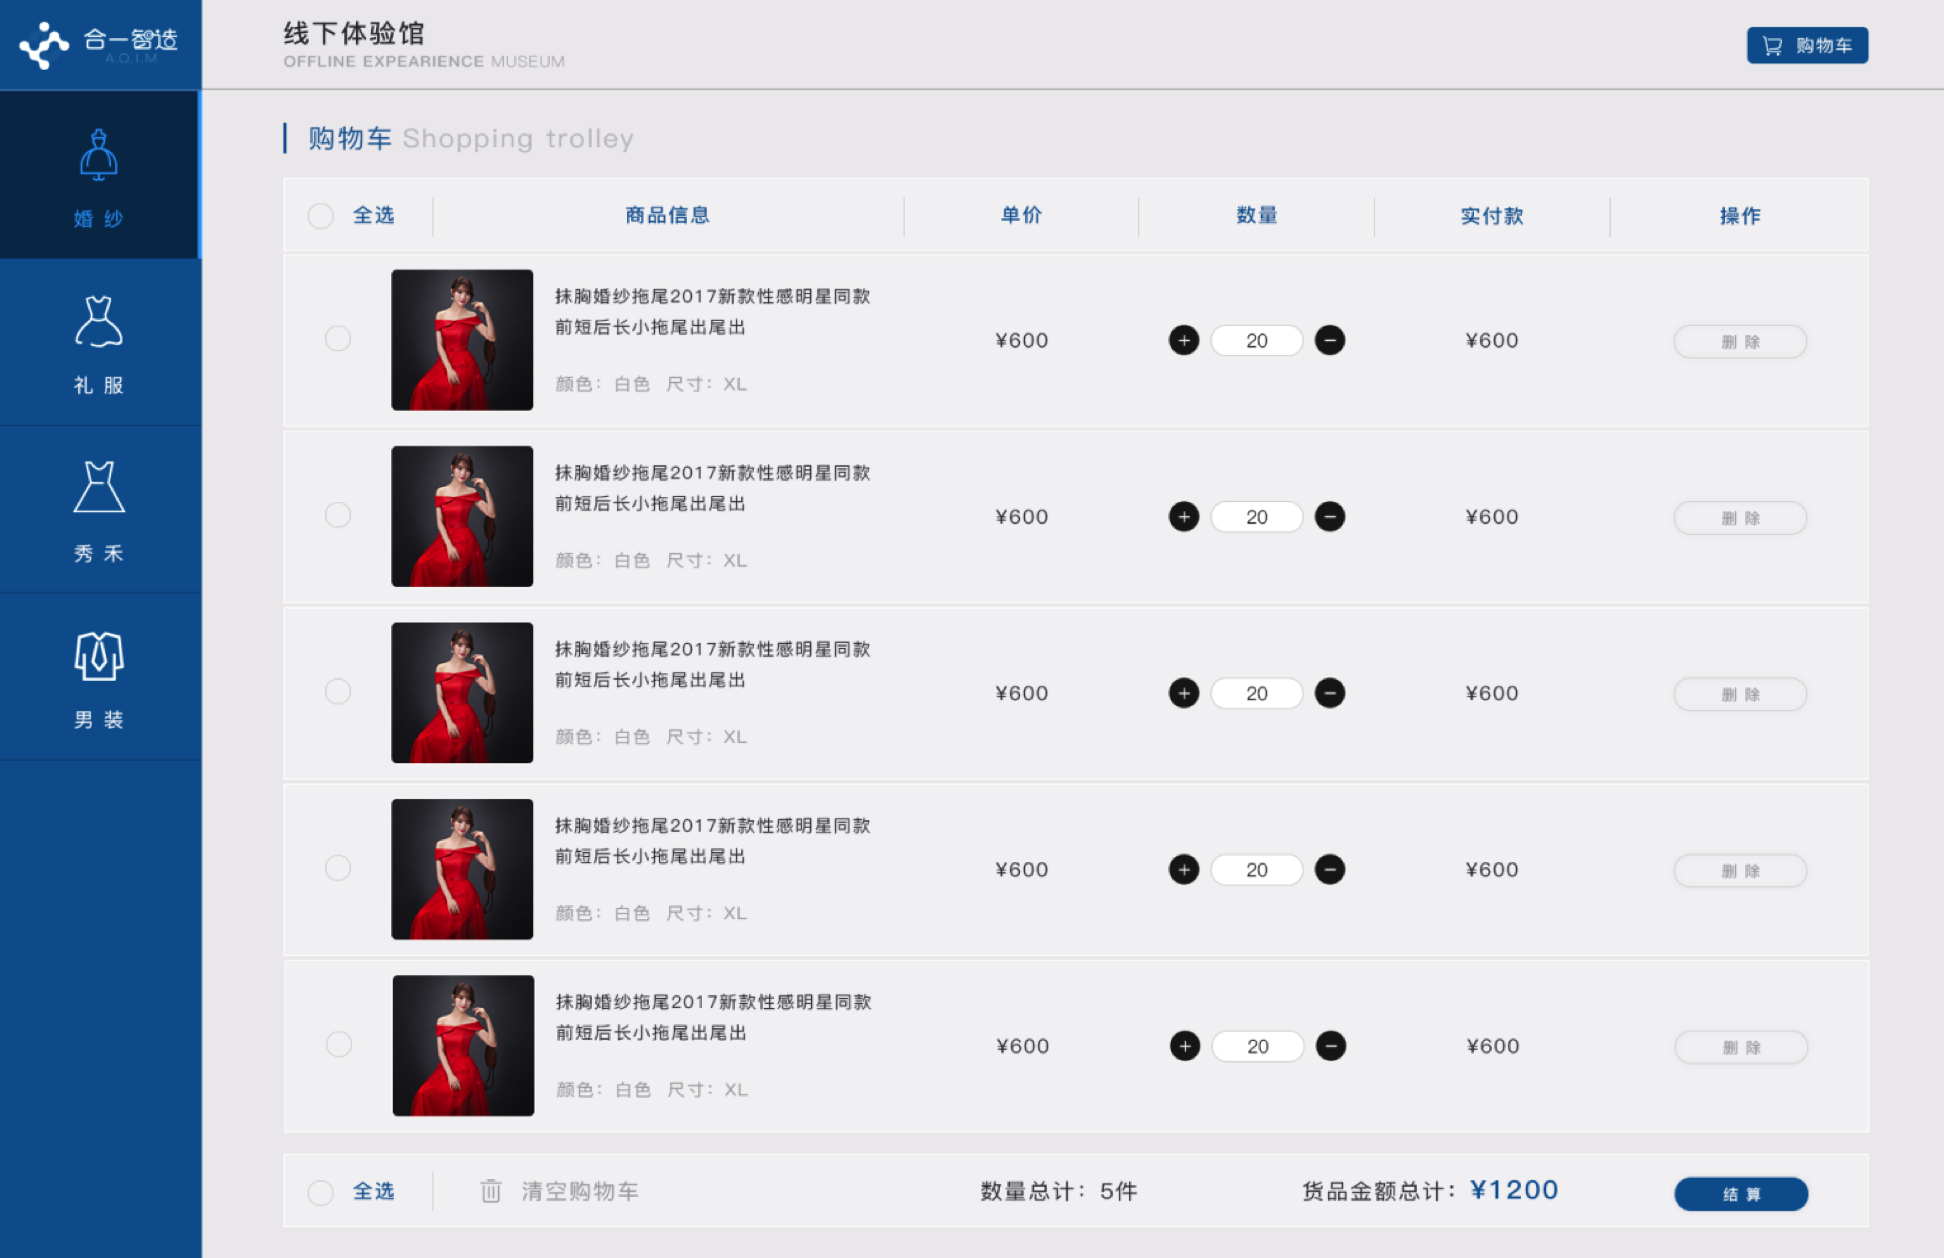 合一智造
A.O.I.M
线下体验馆
OFFLINE EXPEARIENCE MUSEUM
购物车
婚 纱
礼 服
秀 禾
男 装
购物车 Shopping trolley
全选 商品信息 单价 数量 实付款 操作
抹胸婚纱拖尾2017新款性感明星同款
前短后长小拖尾出尾出
颜色: 白色 尺寸: XL
¥600 + 20 − ¥600 删 除
抹胸婚纱拖尾2017新款性感明星同款
前短后长小拖尾出尾出
颜色: 白色 尺寸: XL
¥600 + 20 − ¥600 删 除
抹胸婚纱拖尾2017新款性感明星同款
前短后长小拖尾出尾出
颜色: 白色 尺寸: XL
¥600 + 20 − ¥600 删 除
抹胸婚纱拖尾2017新款性感明星同款
前短后长小拖尾出尾出
颜色: 白色 尺寸: XL
¥600 + 20 − ¥600 删 除
抹胸婚纱拖尾2017新款性感明星同款
前短后长小拖尾出尾出
颜色: 白色 尺寸: XL
¥600 + 20 − ¥600 删 除
全选 清空购物车 数量总计: 5件 货品金额总计: ¥1200 结 算